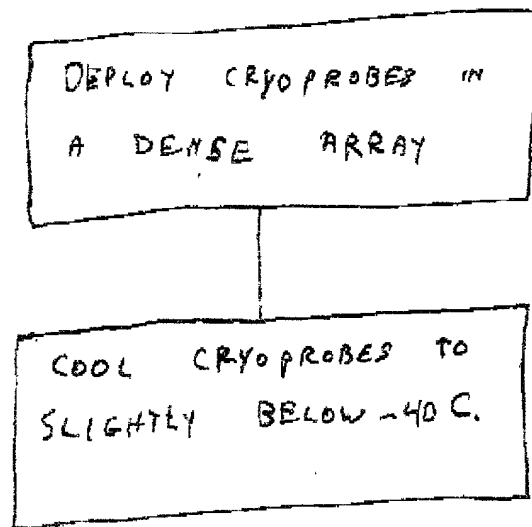 DEPLOY CRYOPROBES IN
A DENSE ARRAY
COOL CRYOPROBES TO
SLIGHTLY BELOW -40 C.